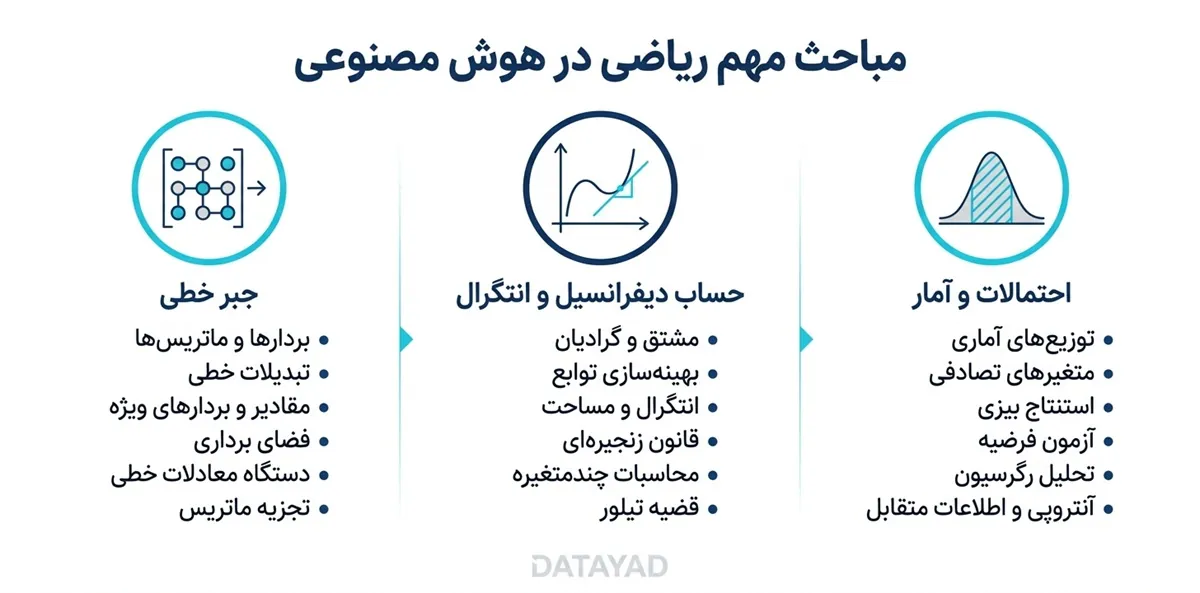 مباحث مهم ریاضی در هوش مصنوعی
احتمالات و آمار
• توزیع‌های آماری
• متغیرهای تصادفی
• استنتاج بیزی
• آزمون فرضیه
• تحلیل رگرسیون
• آنتروپی و اطلاعات متقابل
حساب دیفرانسیل و انتگرال
• مشتق و گرادیان
• بهینه‌سازی توابع
• انتگرال و مساحت
• قانون زنجیره‌ای
• محاسبات چندمتغیره
• قضیه تیلور
جبر خطی
• بردارها و ماتریس‌ها
• تبدیلات خطی
• مقادیر و بردارهای ویژه
• فضای برداری
• دستگاه معادلات خطی
• تجزیه ماتریس
DATAYAD